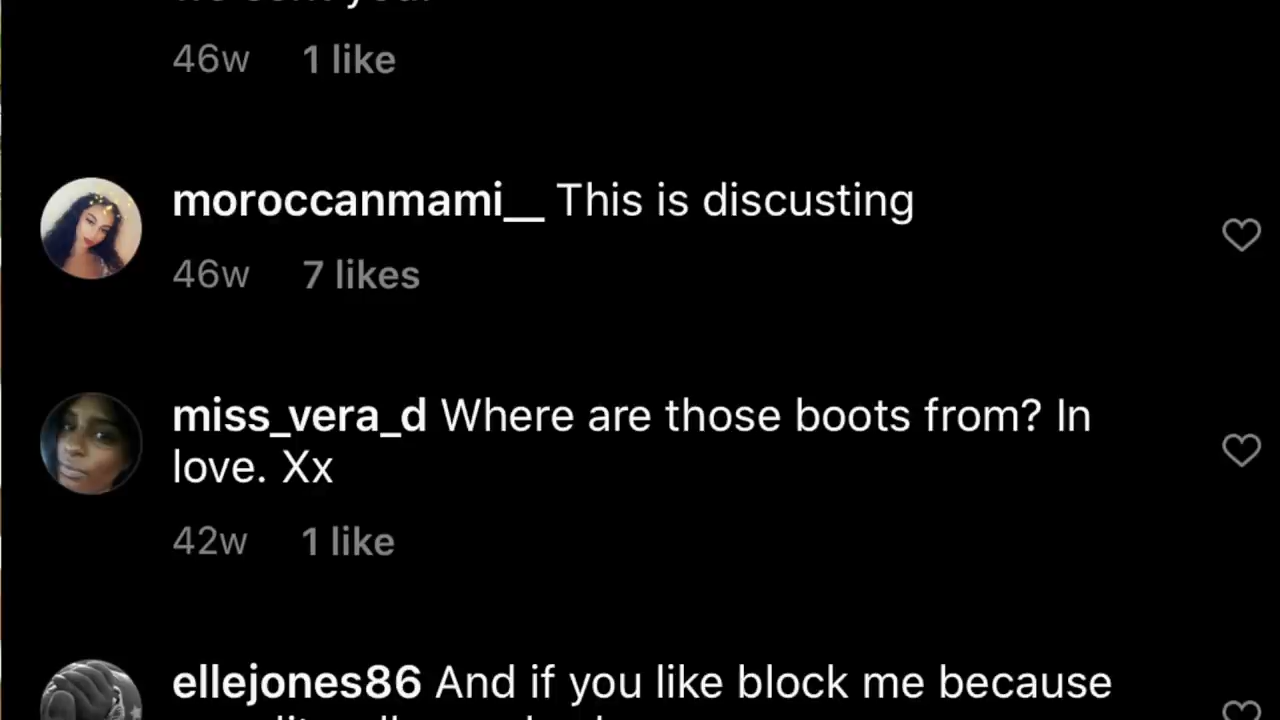 46w 1 like
moroccanmami__ This is discusting
46w 7 likes
miss_vera_d Where are those boots from? In
love. Xx
42w 1 like
ellejones86 And if you like block me because